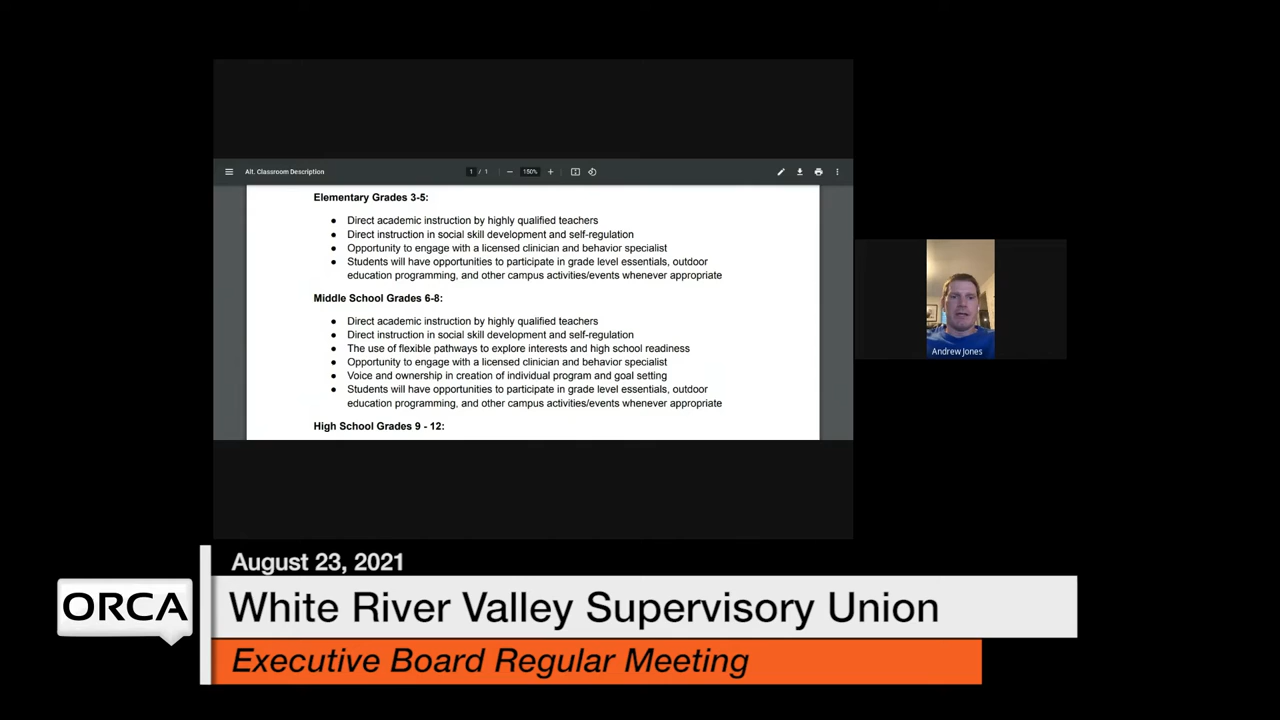 Alt. Classroom Description
1 / 1
150%
Elementary Grades 3-5:
● Direct academic instruction by highly qualified teachers
● Direct instruction in social skill development and self-regulation
● Opportunity to engage with a licensed clinician and behavior specialist
● Students will have opportunities to participate in grade level essentials, outdoor
education programming, and other campus activities/events whenever appropriate
Middle School Grades 6-8:
● Direct academic instruction by highly qualified teachers
● Direct instruction in social skill development and self-regulation
● The use of flexible pathways to explore interests and high school readiness
● Opportunity to engage with a licensed clinician and behavior specialist
● Voice and ownership in creation of individual program and goal setting
● Students will have opportunities to participate in grade level essentials, outdoor
education programming, and other campus activities/events whenever appropriate
High School Grades 9 - 12:
Andrew Jones
August 23, 2021
ORCA
White River Valley Supervisory Union
Executive Board Regular Meeting